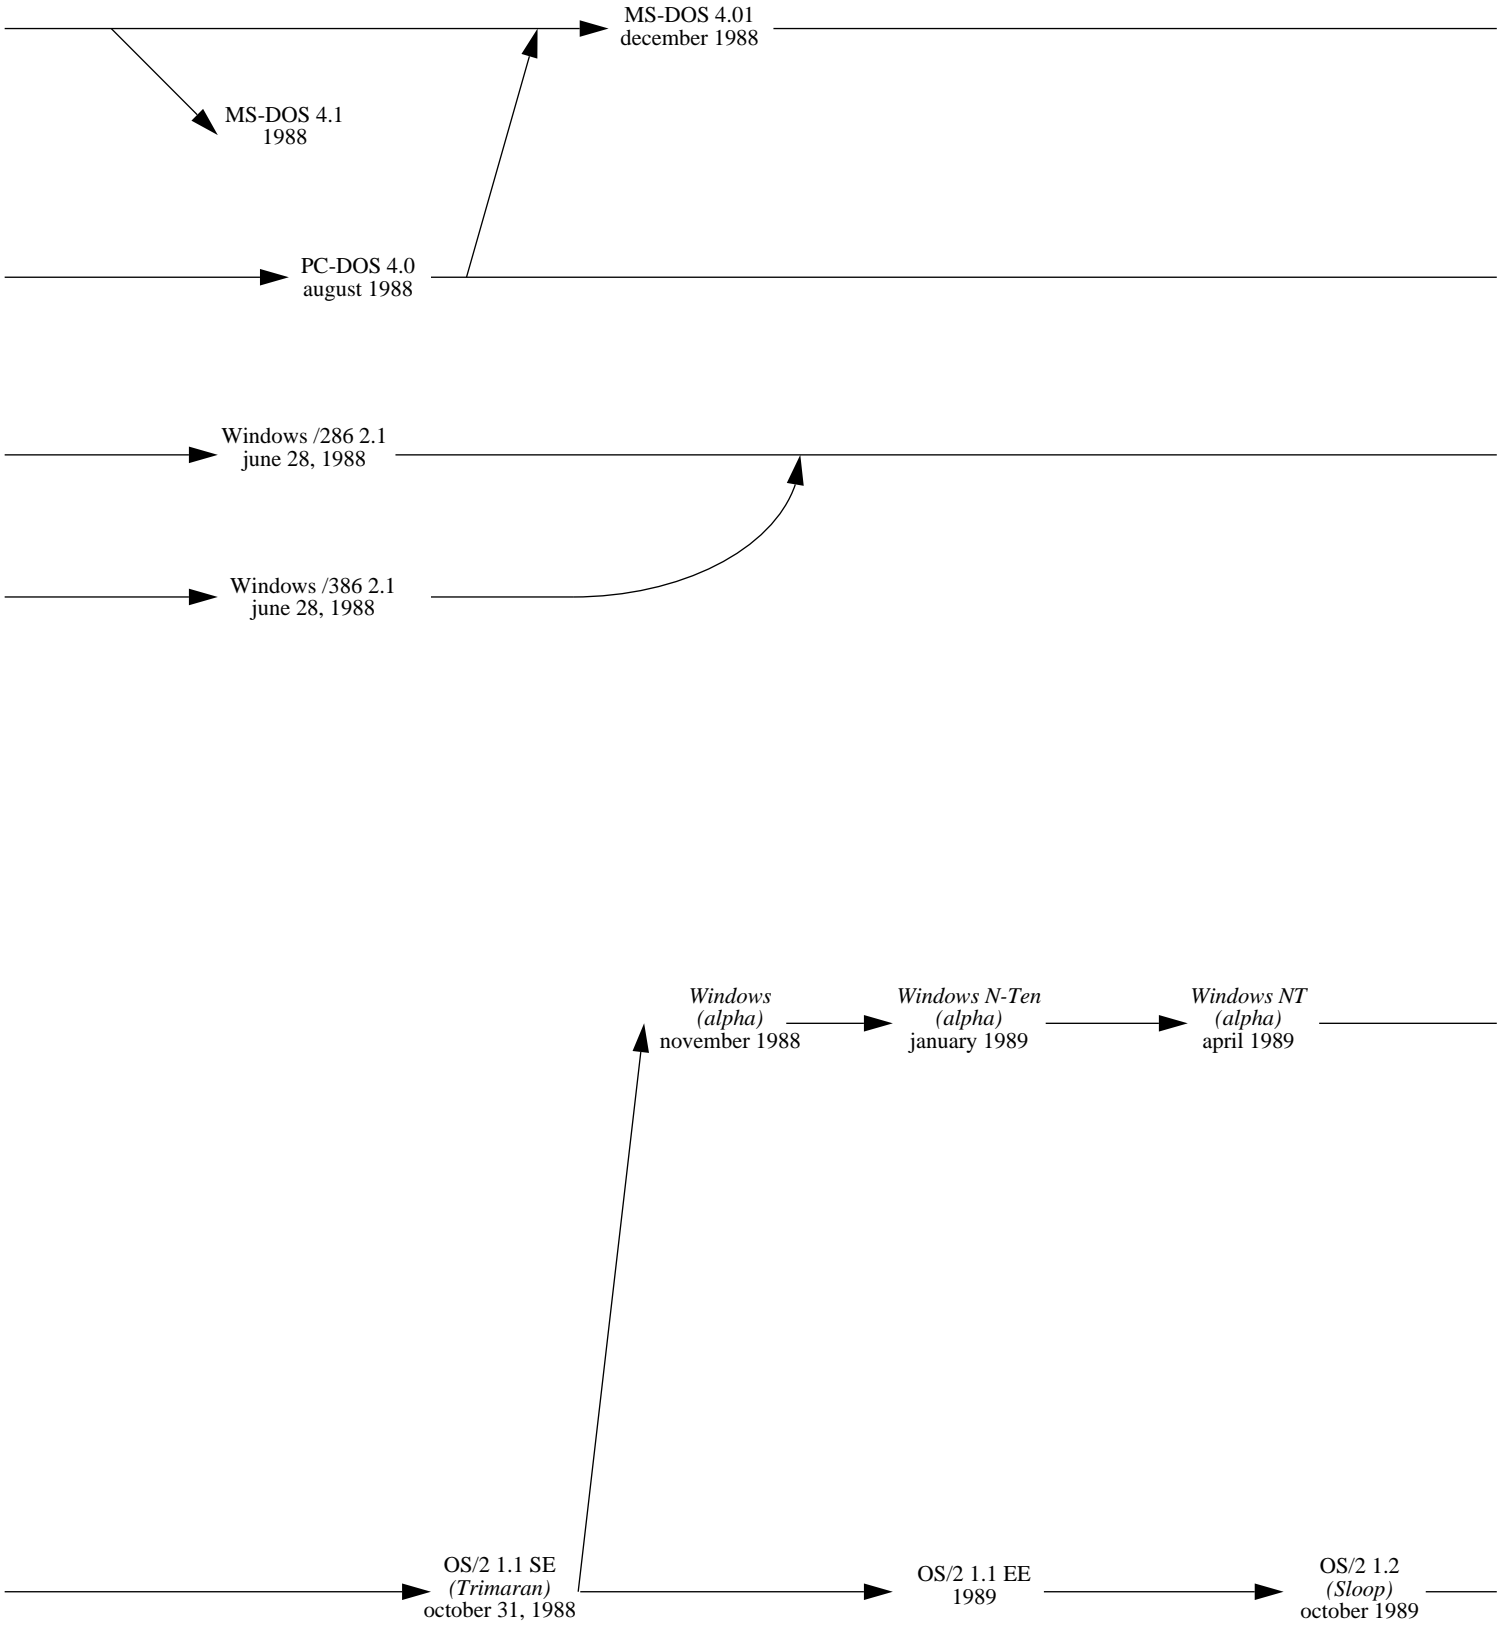 MS-DOS 4.01
december 1988
MS-DOS 4.1
1988
PC-DOS 4.0
august 1988
Windows /286 2.1
june 28, 1988
Windows /386 2.1
june 28, 1988
Windows
(alpha)
november 1988
Windows N-Ten
(alpha)
january 1989
Windows NT
(alpha)
april 1989
OS/2 1.1 SE
(Trimaran)
october 31, 1988
OS/2 1.1 EE
1989
OS/2 1.2
(Sloop)
october 1989